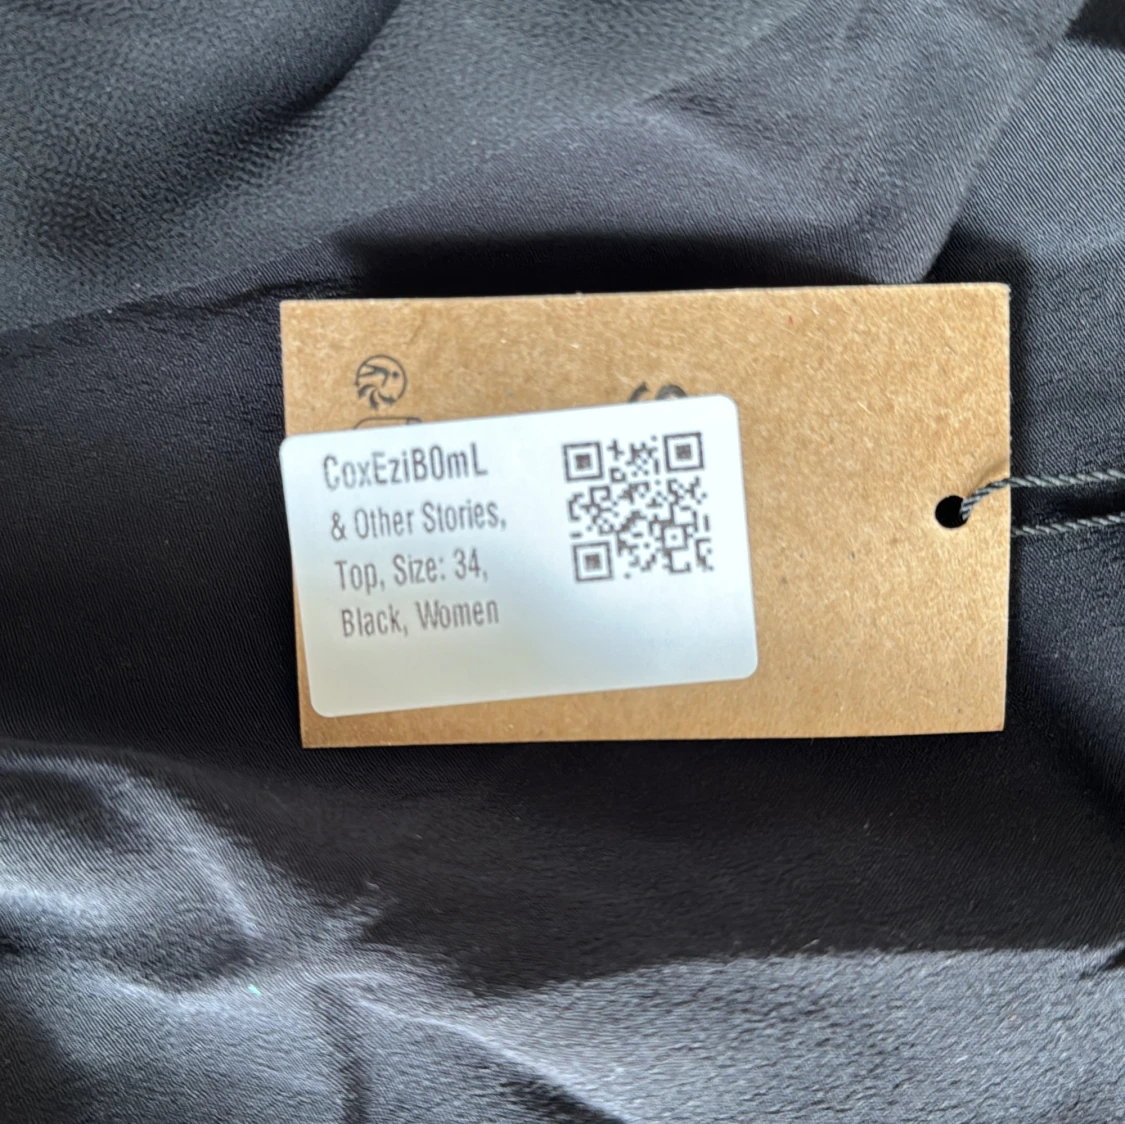 CoxEziB0mL
& Other Stories,
Top, Size: 34,
Black, Women